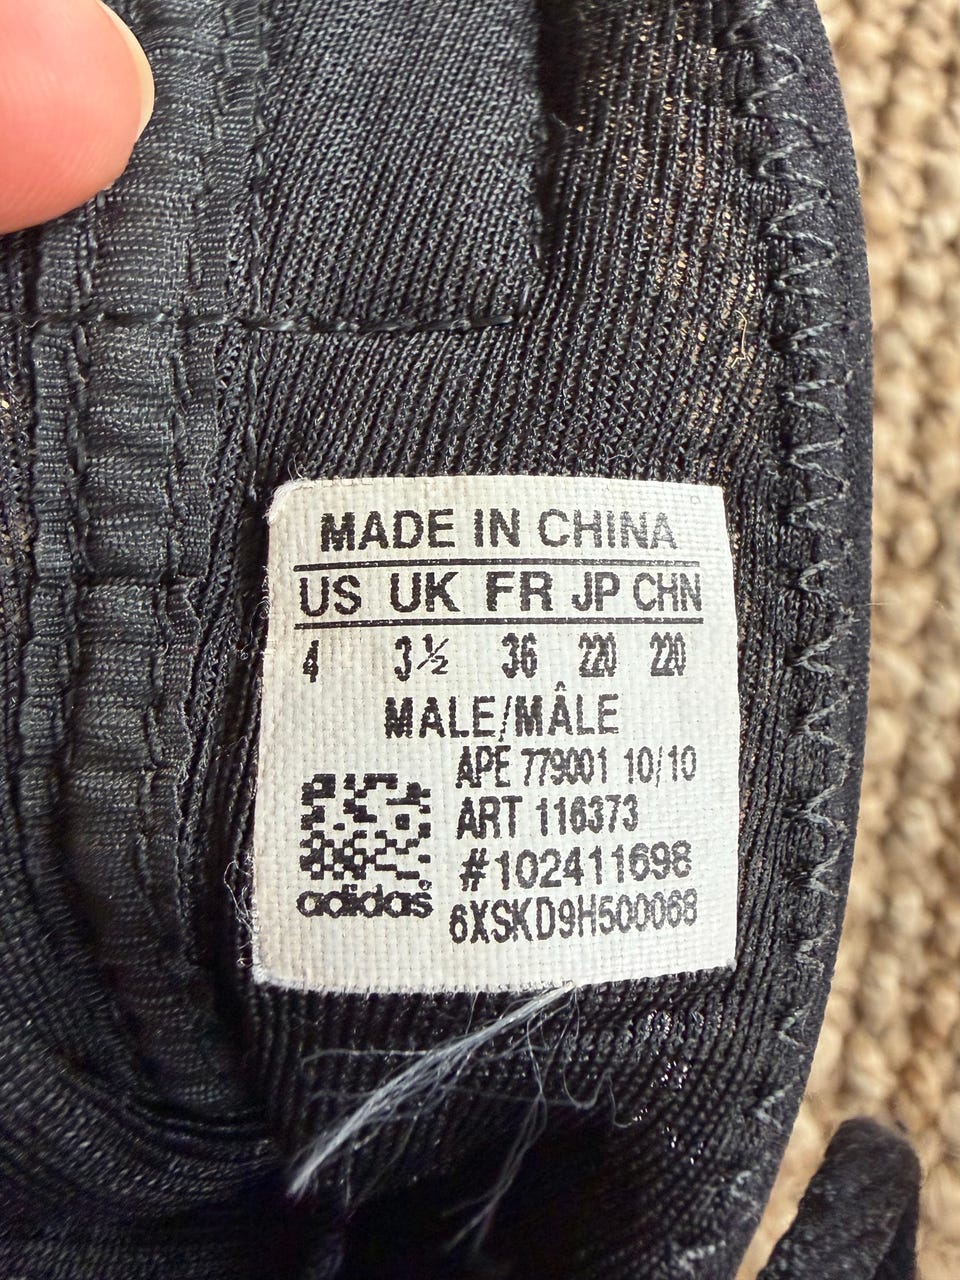 MADE IN CHINA
US UK FR JP CHN
4 3½ 36 220 220
MALE/MÂLE
APE 779001 10/10
ART 116373
#102411698
adidas
6XSKD9H500068